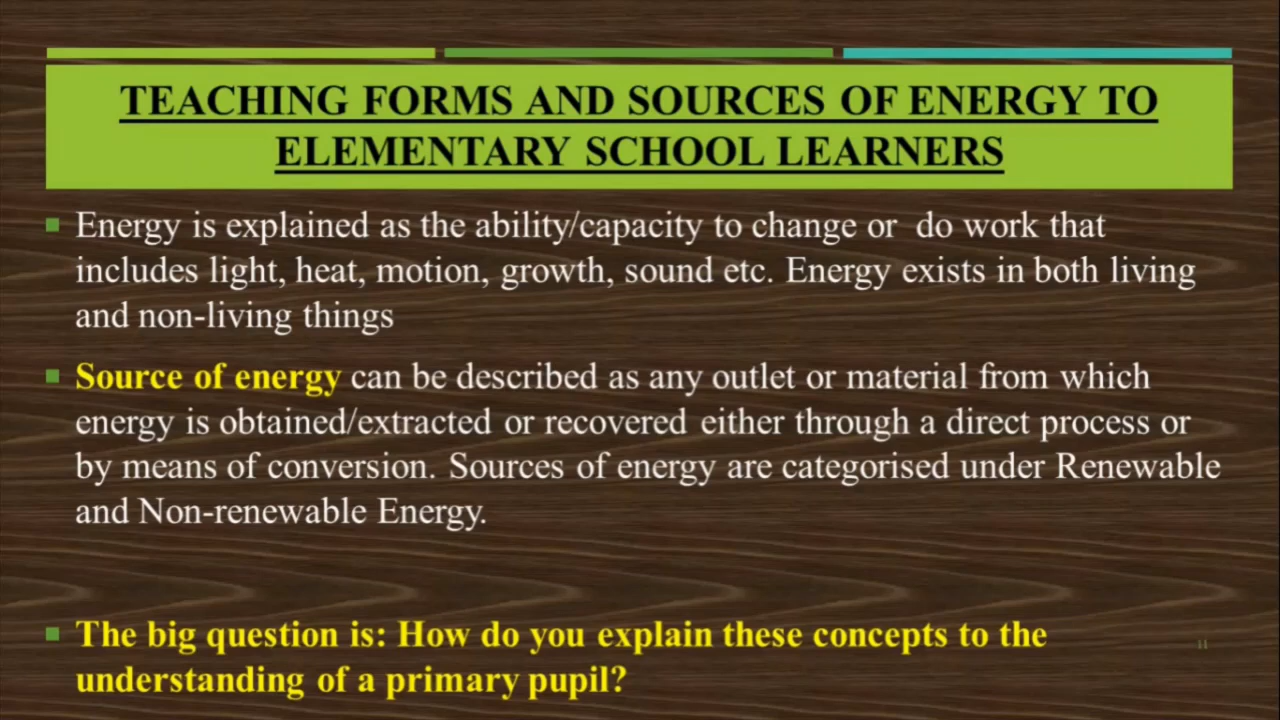 TEACHING FORMS AND SOURCES OF ENERGY TO
ELEMENTARY SCHOOL LEARNERS
Energy is explained as the ability/capacity to change or do work that
includes light, heat, motion, growth, sound etc. Energy exists in both living
and non-living things
Source of energy can be described as any outlet or material from which
energy is obtained/extracted or recovered either through a direct process or
by means of conversion. Sources of energy are categorised under Renewable
and Non-renewable Energy.
The big question is: How do you explain these concepts to the
understanding of a primary pupil?
11